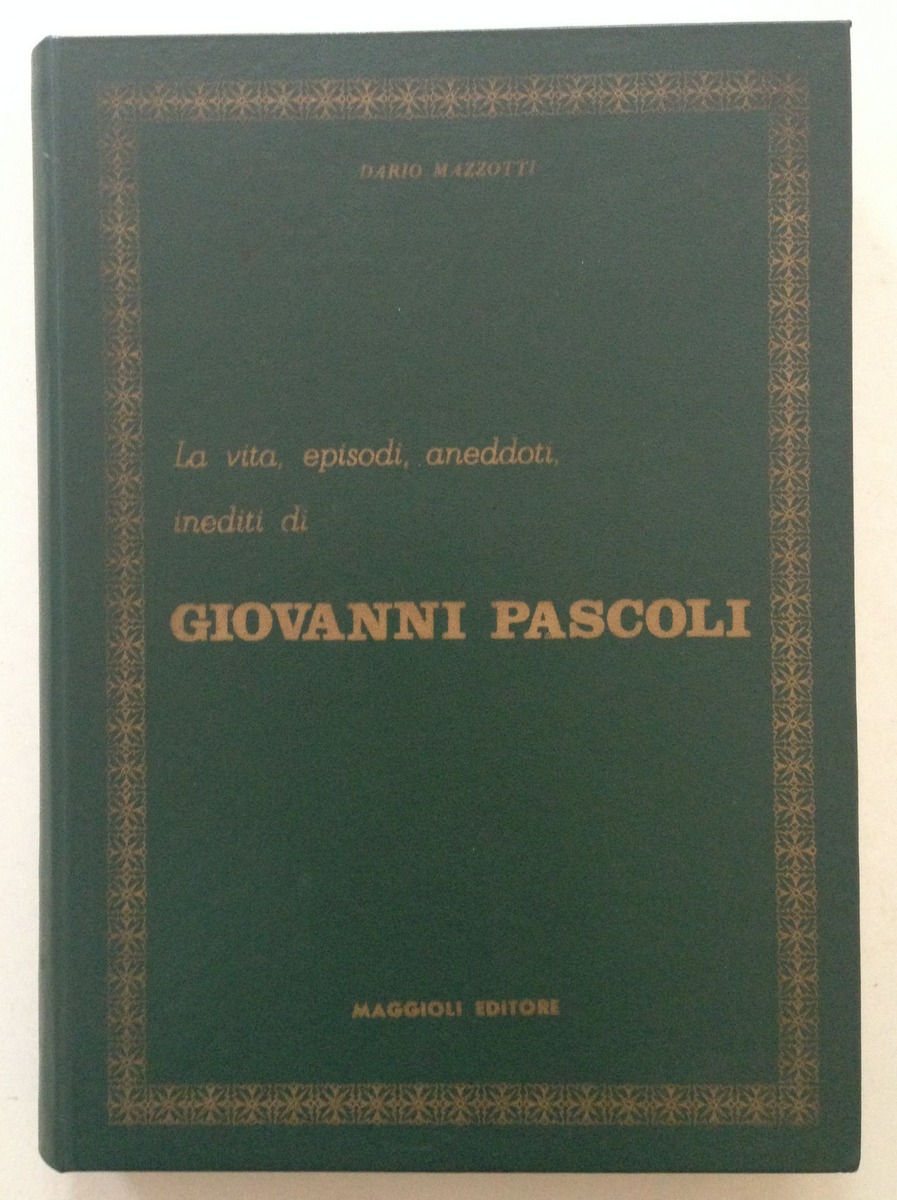 DARIO MAZZOTTI
La vita, episodi, aneddoti,
inediti di
GIOVANNI PASCOLI
MAGGIOLI EDITORE